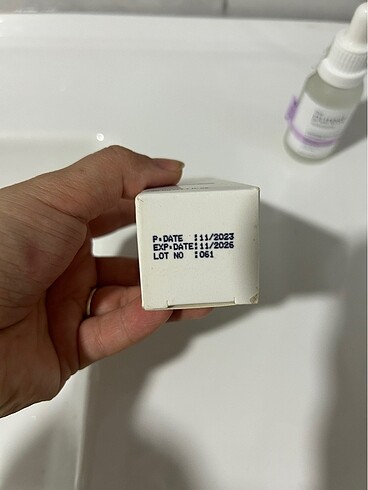 P.DATE :11/2023
EXP.DATE:11/2026
LOT NO :061